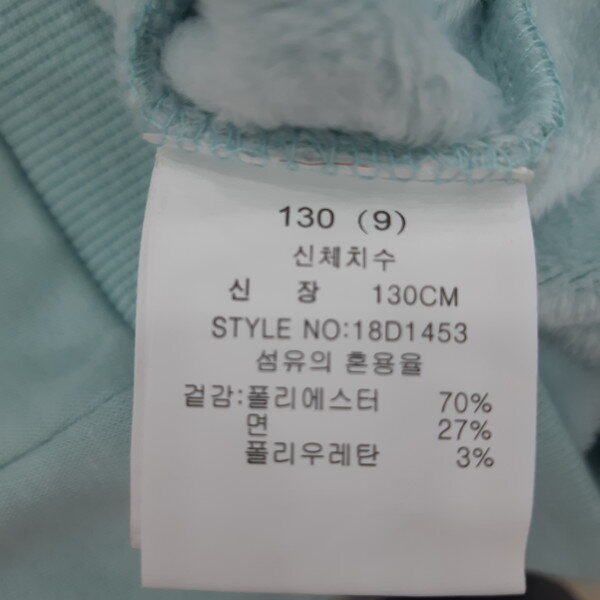 130 (9)
신체치수
신 장 130CM
STYLE NO:18D1453
섬유의 혼용율
겉감:폴리에스터 70%
면 27%
폴리우레탄 3%